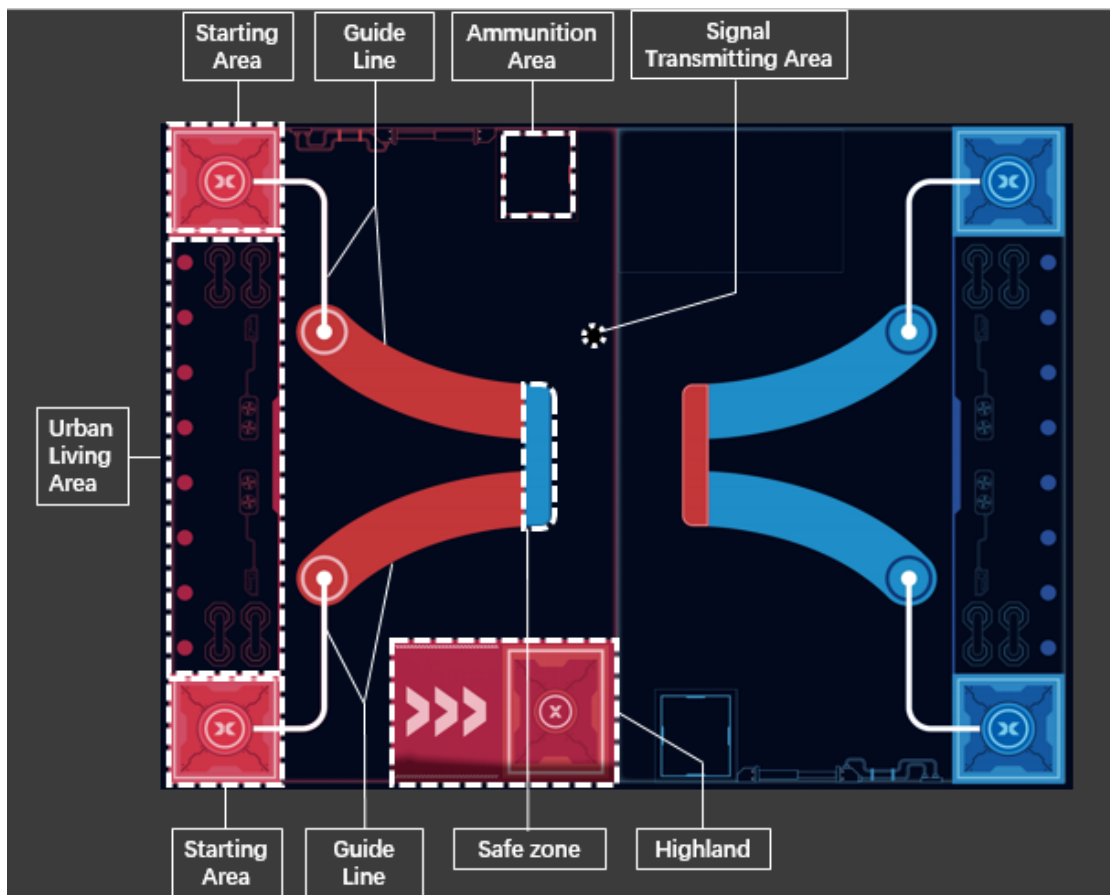 Starting
Area
Guide
Line
Ammunition
Area
Signal
Transmitting Area
Urban
Living
Area
Starting
Area
Guide
Line
Safe zone
Highland